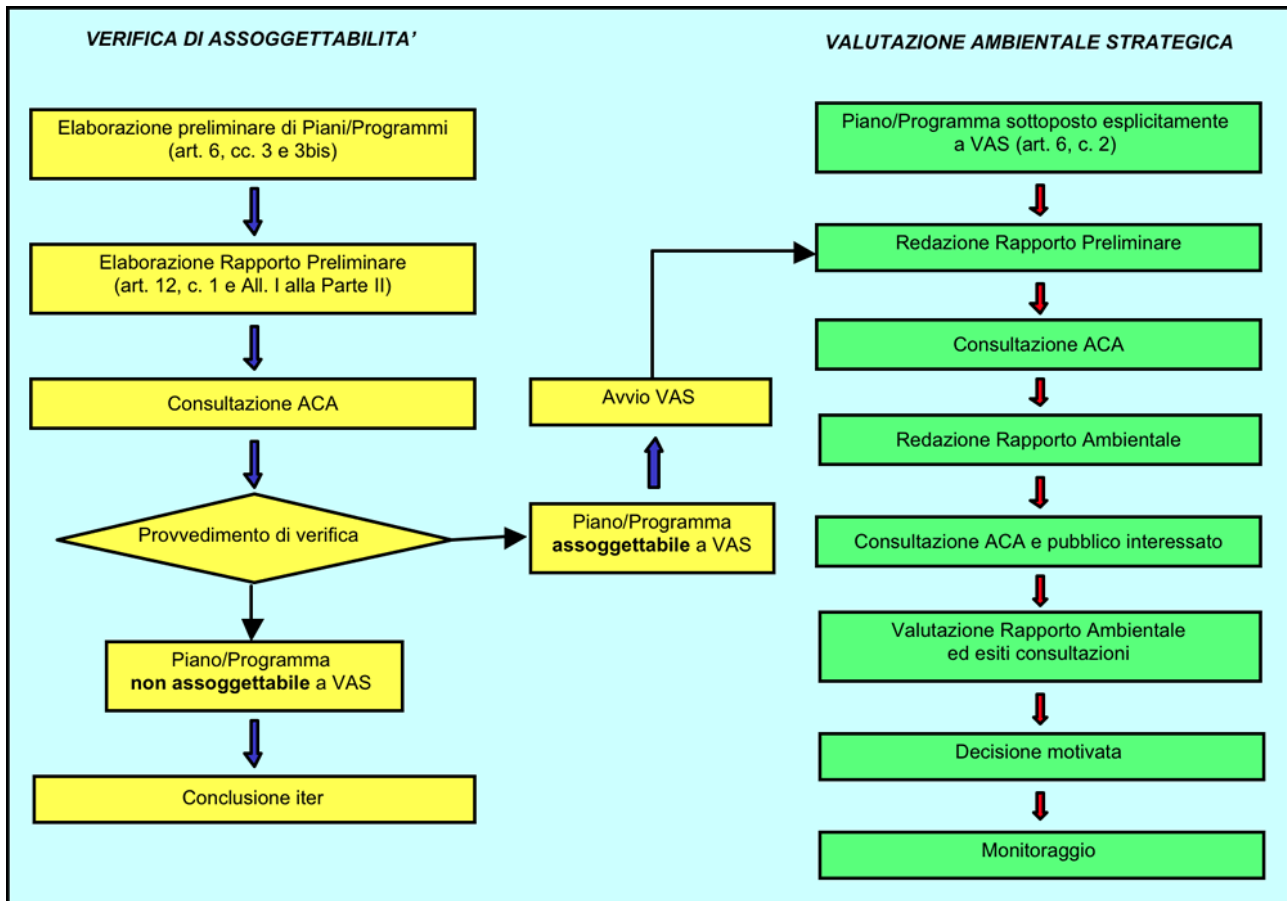 VERIFICA DI ASSOGGETTABILITA’
Elaborazione preliminare di Piani/Programmi
(art. 6, cc. 3 e 3bis)
Elaborazione Rapporto Preliminare
(art. 12, c. 1 e All. I alla Parte II)
Consultazione ACA
Provvedimento di verifica
Piano/Programma
non assoggettabile a VAS
Conclusione iter
Avvio VAS
Piano/Programma
assoggettabile a VAS
VALUTAZIONE AMBIENTALE STRATEGICA
Piano/Programma sottoposto esplicitamente
a VAS (art. 6, c. 2)
Redazione Rapporto Preliminare
Consultazione ACA
Redazione Rapporto Ambientale
Consultazione ACA e pubblico interessato
Valutazione Rapporto Ambientale
ed esiti consultazioni
Decisione motivata
Monitoraggio